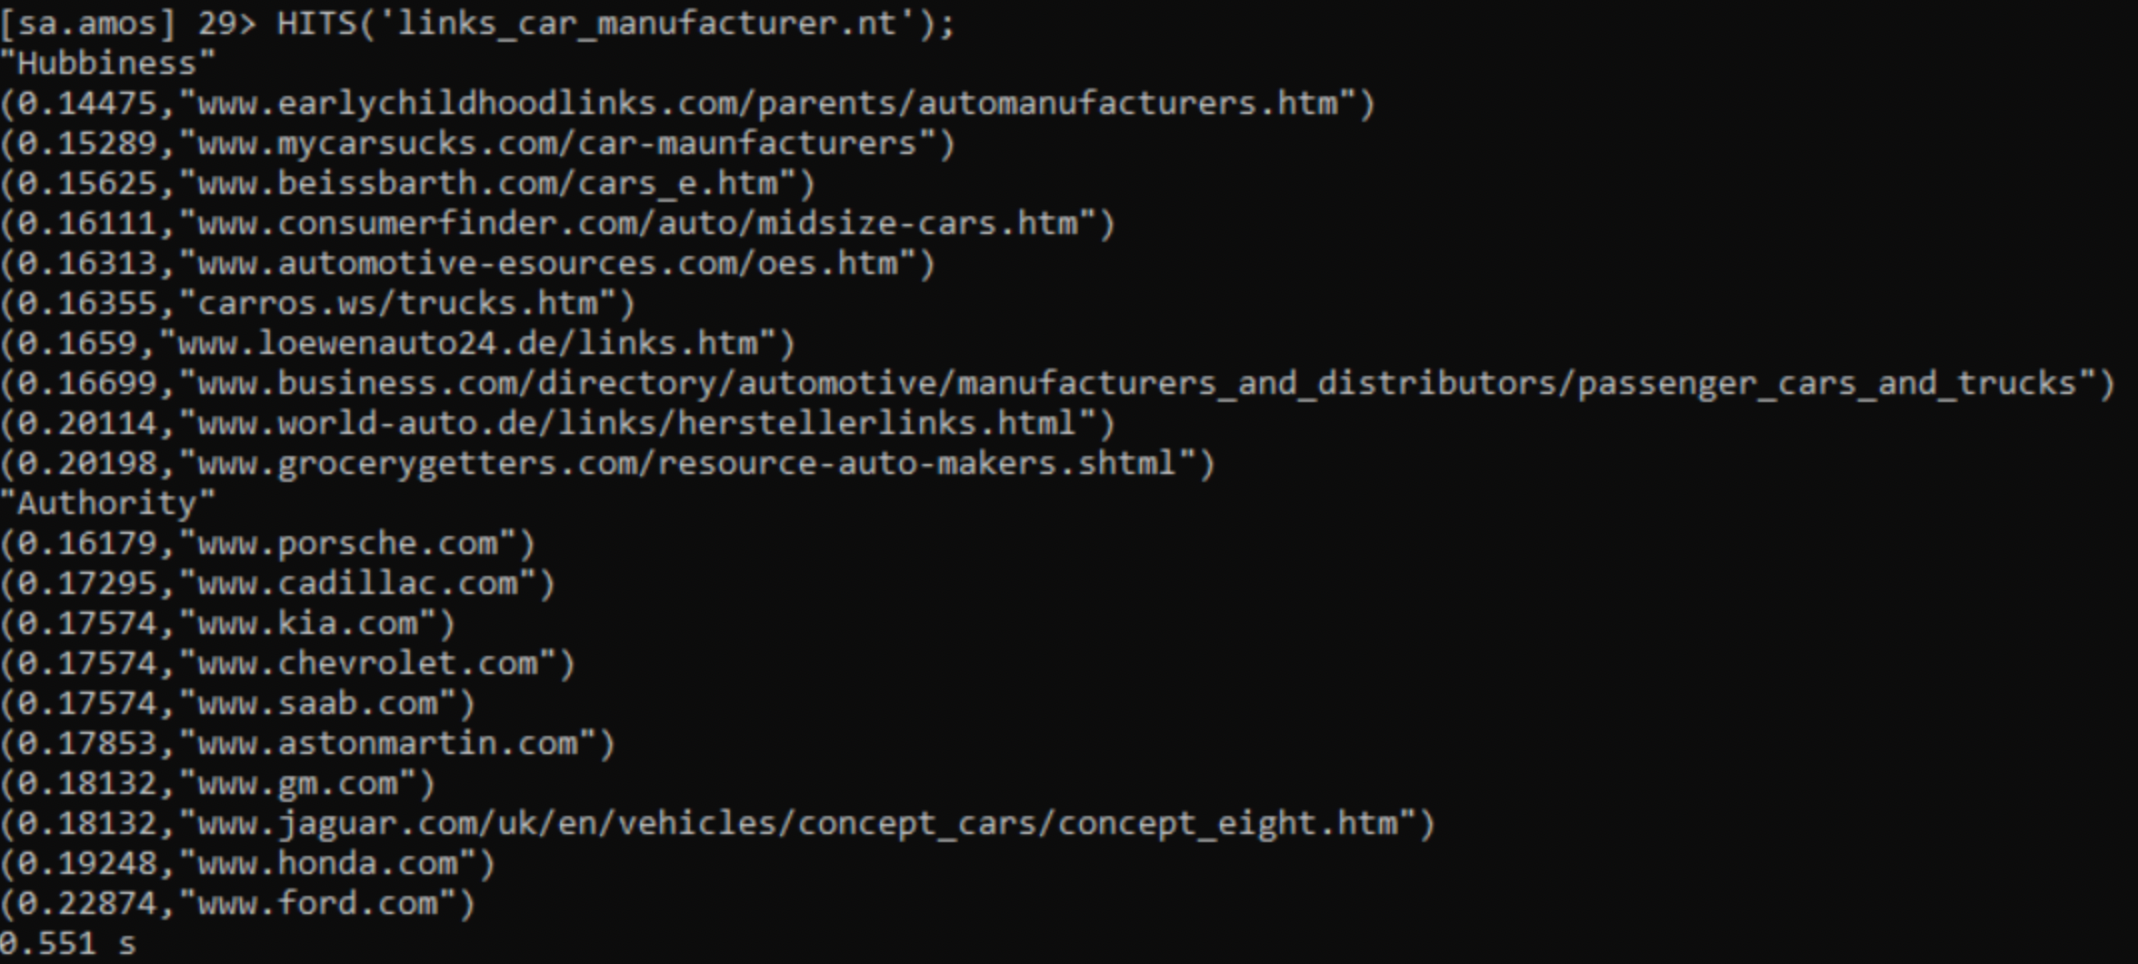 [sa.amos] 29> HITS('links_car_manufacturer.nt');
"Hubbiness"
(0.14475,"www.earlychildhoodlinks.com/parents/automanufacturers.htm")
(0.15289,"www.mycarsucks.com/car-maunfacturers")
(0.15625,"www.beissbarth.com/cars_e.htm")
(0.16111,"www.consumerfinder.com/auto/midsize-cars.htm")
(0.16313,"www.automotive-esources.com/oes.htm")
(0.16355,"carros.ws/trucks.htm")
(0.1659,"www.loewenauto24.de/links.htm")
(0.16699,"www.business.com/directory/automotive/manufacturers_and_distributors/passenger_cars_and_trucks")
(0.20114,"www.world-auto.de/links/herstellerlinks.html")
(0.20198,"www.grocerygetters.com/resource-auto-makers.shtml")
"Authority"
(0.16179,"www.porsche.com")
(0.17295,"www.cadillac.com")
(0.17574,"www.kia.com")
(0.17574,"www.chevrolet.com")
(0.17574,"www.saab.com")
(0.17853,"www.astonmartin.com")
(0.18132,"www.gm.com")
(0.18132,"www.jaguar.com/uk/en/vehicles/concept_cars/concept_eight.htm")
(0.19248,"www.honda.com")
(0.22874,"www.ford.com")
0.551 s